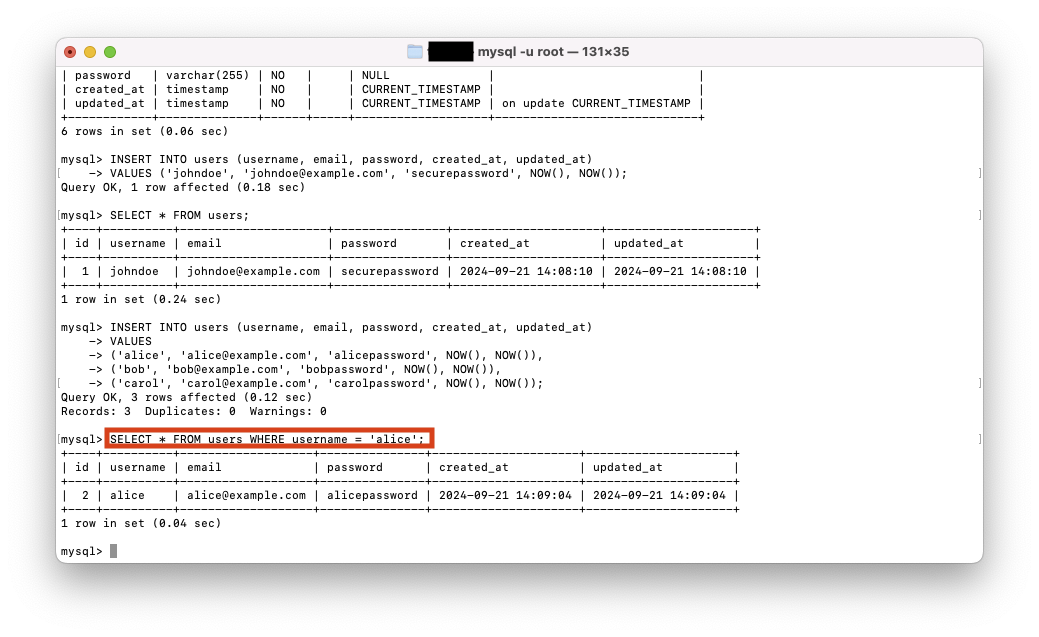 mysql -u root — 131×35
| password   | varchar(255) | NO   |     | NULL              |                             |
| created_at | timestamp    | NO   |     | CURRENT_TIMESTAMP |                             |
| updated_at | timestamp    | NO   |     | CURRENT_TIMESTAMP | on update CURRENT_TIMESTAMP |
+------------+--------------+------+-----+-------------------+-----------------------------+
6 rows in set (0.06 sec)
mysql> INSERT INTO users (username, email, password, created_at, updated_at)
[    -> VALUES ('johndoe', 'johndoe@example.com', 'securepassword', NOW(), NOW()); ]
Query OK, 1 row affected (0.18 sec)
[mysql> SELECT * FROM users; ]
+----+----------+---------------------+----------------+---------------------+---------------------+
| id | username | email               | password       | created_at          | updated_at          |
+----+----------+---------------------+----------------+---------------------+---------------------+
|  1 | johndoe  | johndoe@example.com | securepassword | 2024-09-21 14:08:10 | 2024-09-21 14:08:10 |
+----+----------+---------------------+----------------+---------------------+---------------------+
1 row in set (0.24 sec)
mysql> INSERT INTO users (username, email, password, created_at, updated_at)
    -> VALUES
    -> ('alice', 'alice@example.com', 'alicepassword', NOW(), NOW()),
    -> ('bob', 'bob@example.com', 'bobpassword', NOW(), NOW()),
[    -> ('carol', 'carol@example.com', 'carolpassword', NOW(), NOW()); ]
Query OK, 3 rows affected (0.12 sec)
Records: 3  Duplicates: 0  Warnings: 0
[mysql> SELECT * FROM users WHERE username = 'alice'; ]
+----+----------+-------------------+---------------+---------------------+---------------------+
| id | username | email             | password      | created_at          | updated_at          |
+----+----------+-------------------+---------------+---------------------+---------------------+
|  2 | alice    | alice@example.com | alicepassword | 2024-09-21 14:09:04 | 2024-09-21 14:09:04 |
+----+----------+-------------------+---------------+---------------------+---------------------+
1 row in set (0.04 sec)
mysql>